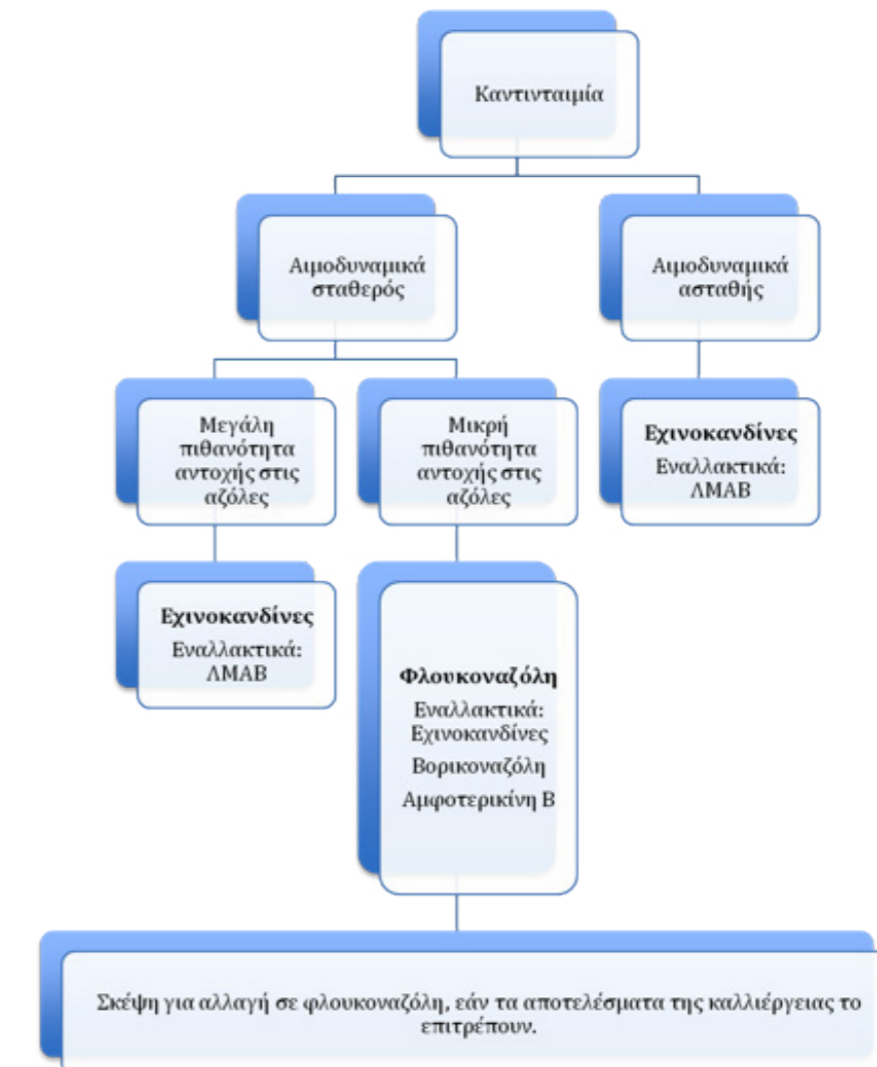 Καντινταιμία
Αιμοδυναμικά
σταθερός
Αιμοδυναμικά
ασταθής
Μεγάλη
πιθανότητα
αντοχής στις
αζόλες
Μικρή
πιθανότητα
αντοχής στις
αζόλες
Εχινοκανδίνες
Εναλλακτικά:
ΛΜΑΒ
Εχινοκανδίνες
Εναλλακτικά:
ΛΜΑΒ
Φλουκοναζόλη
Εναλλακτικά:
Εχινοκανδίνες
Βορικοναζόλη
Αμφοτερικίνη Β
Σκέψη για αλλαγή σε φλουκοναζόλη, εάν τα αποτελέσματα της καλλιέργειας το
επιτρέπουν.